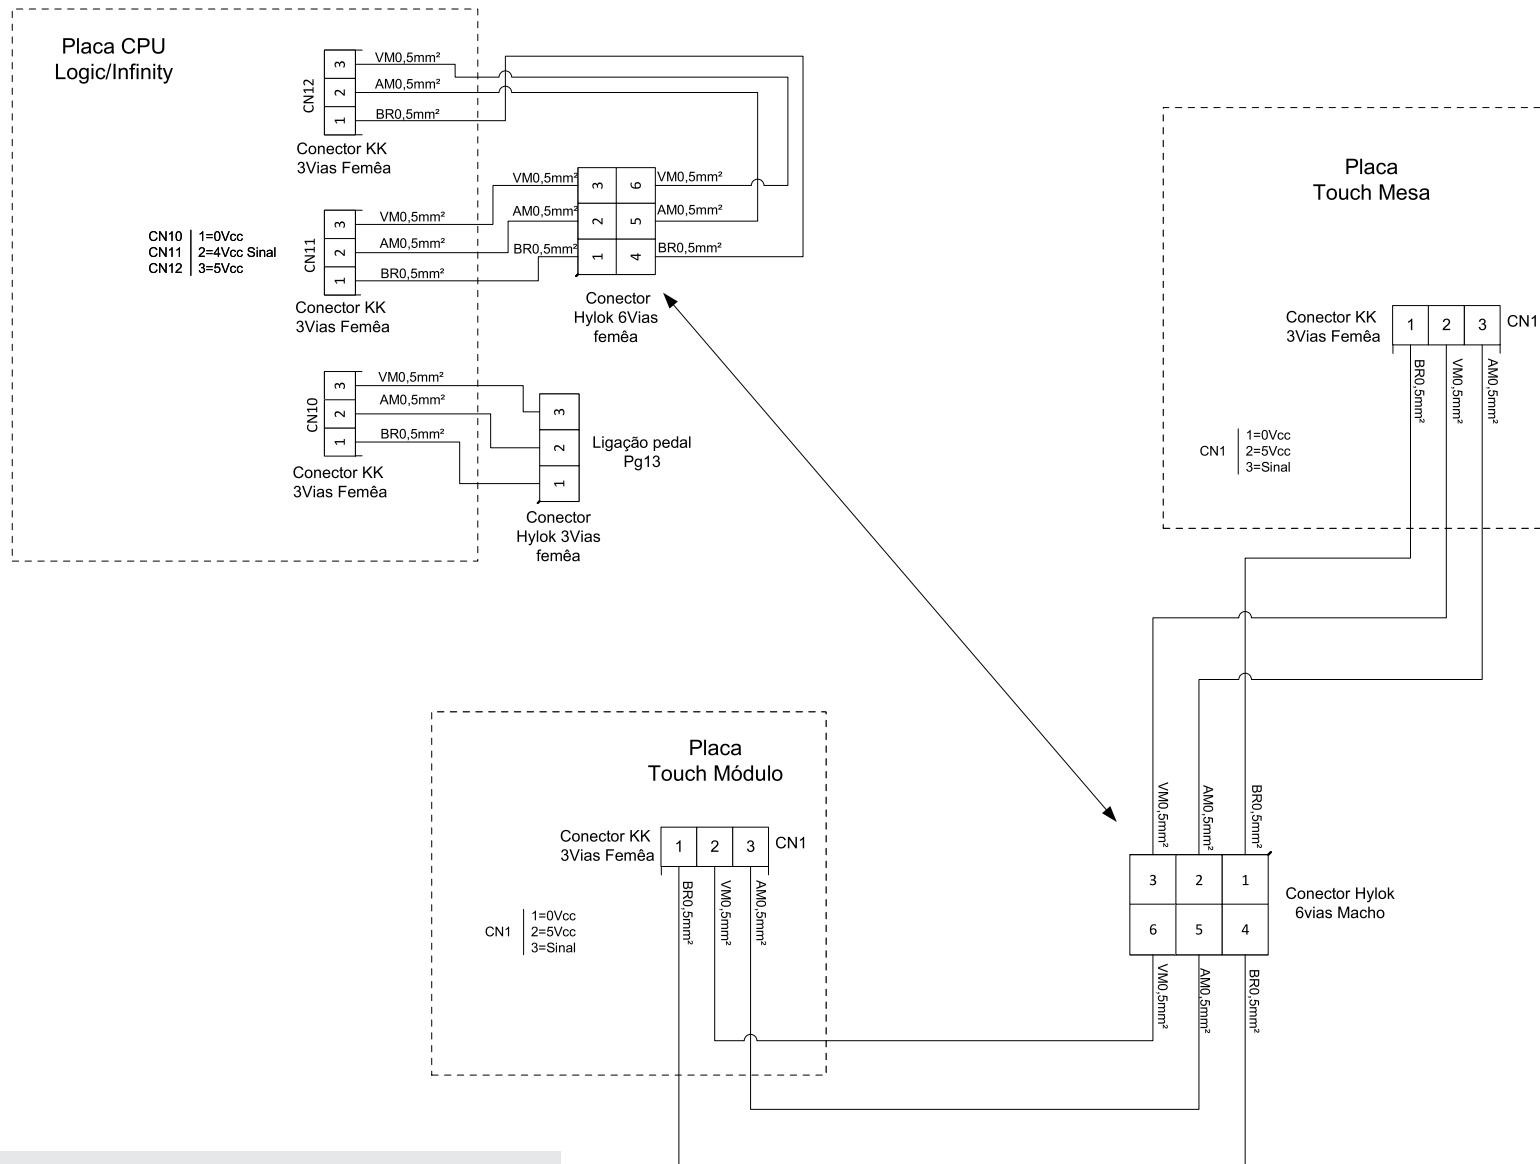 Placa CPU
Logic/Infinity
CN12
3
2
1
VM0,5mm²
AM0,5mm²
BR0,5mm²
Conector KK
3Vias Femêa
CN10 1=0Vcc
CN11 2=4Vcc Sinal
CN12 3=5Vcc
CN11
3
2
1
VM0,5mm²
AM0,5mm²
BR0,5mm²
Conector KK
3Vias Femêa
VM0,5mm²
AM0,5mm²
BR0,5mm²
3 6
2 5
1 4
VM0,5mm²
AM0,5mm²
BR0,5mm²
Conector
Hylok 6Vias
femêa
CN10
3
2
1
VM0,5mm²
AM0,5mm²
BR0,5mm²
Conector KK
3Vias Femêa
3
2
1
Ligação pedal
Pg13
Conector
Hylok 3Vias
femêa
Placa
Touch Mesa
Conector KK
3Vias Femêa
1 2 3
CN1
BR0,5mm²
VM0,5mm²
AM0,5mm²
1=0Vcc
CN1 2=5Vcc
3=Sinal
Placa
Touch Módulo
Conector KK
3Vias Femêa
1 2 3
CN1
BR0,5mm²
VM0,5mm²
AM0,5mm²
1=0Vcc
CN1 2=5Vcc
3=Sinal
VM0,5mm²
AM0,5mm²
BR0,5mm²
3 2 1
6 5 4
Conector Hylok
6vias Macho
VM0,5mm²
AM0,5mm²
BR0,5mm²